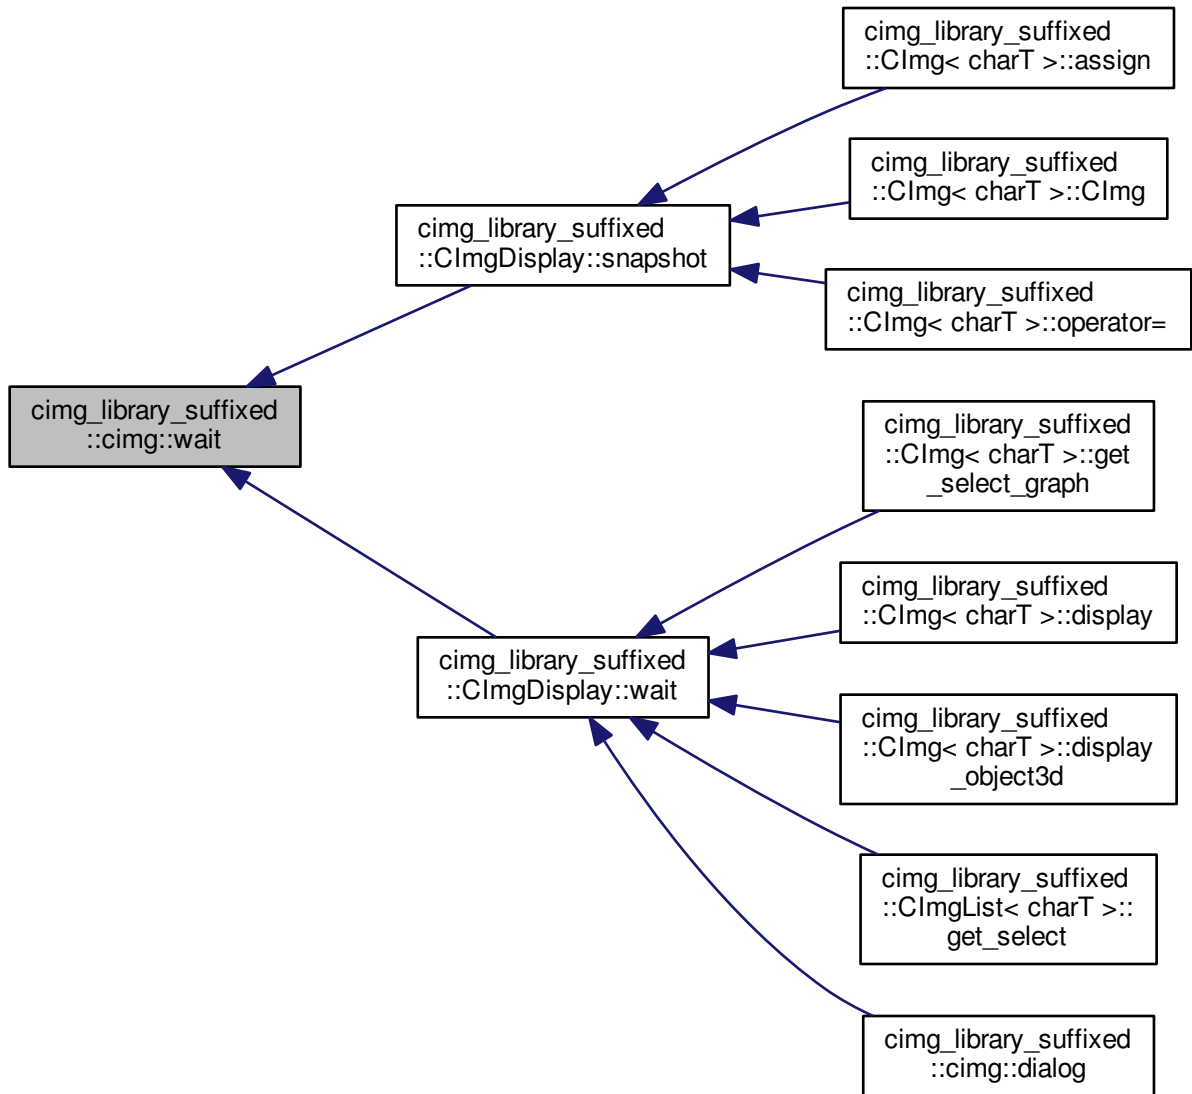 cimg_library_suffixed
::CImg< charT >::assign
cimg_library_suffixed
::CImg< charT >::CImg
cimg_library_suffixed
::CImgDisplay::snapshot
cimg_library_suffixed
::CImg< charT >::operator=
cimg_library_suffixed
::cimg::wait
cimg_library_suffixed
::CImg< charT >::get
_select_graph
cimg_library_suffixed
::CImg< charT >::display
cimg_library_suffixed
::CImgDisplay::wait
cimg_library_suffixed
::CImg< charT >::display
_object3d
cimg_library_suffixed
::CImgList< charT >::
get_select
cimg_library_suffixed
::cimg::dialog